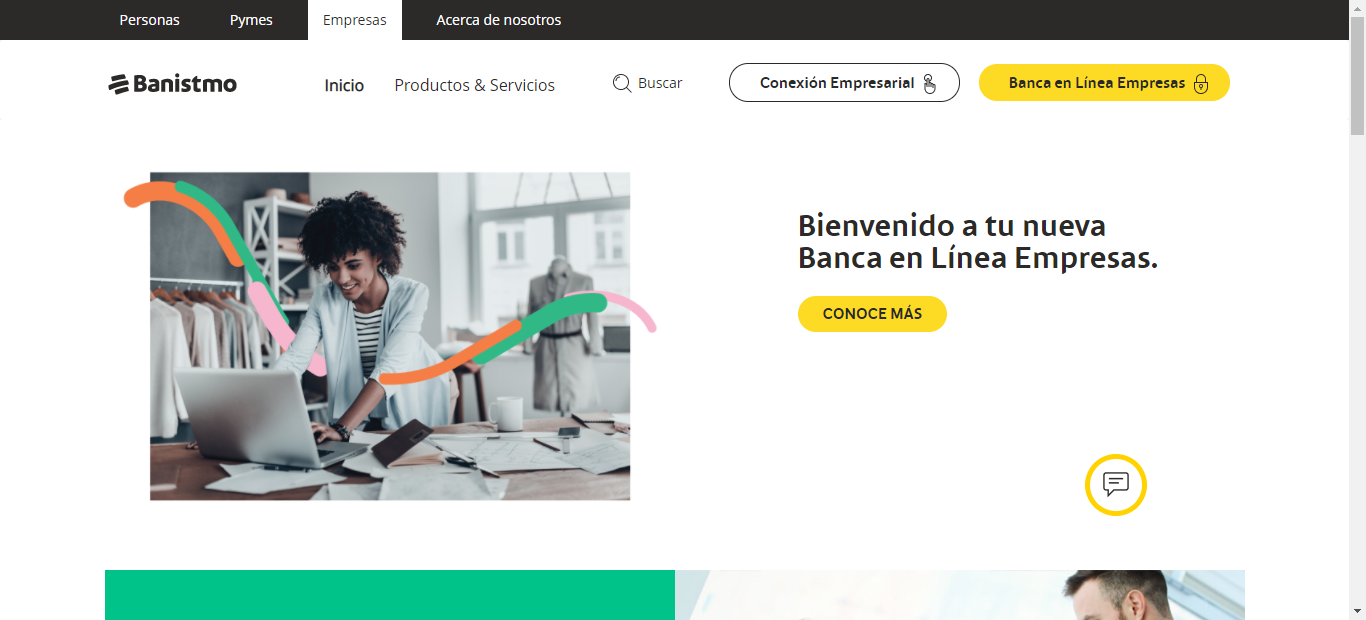 Personas Pymes Empresas Acerca de nosotros
Banistmo Inicio Productos & Servicios Buscar Conexión Empresarial Banca en Línea Empresas
Bienvenido a tu nueva
Banca en Línea Empresas.
CONOCE MÁS